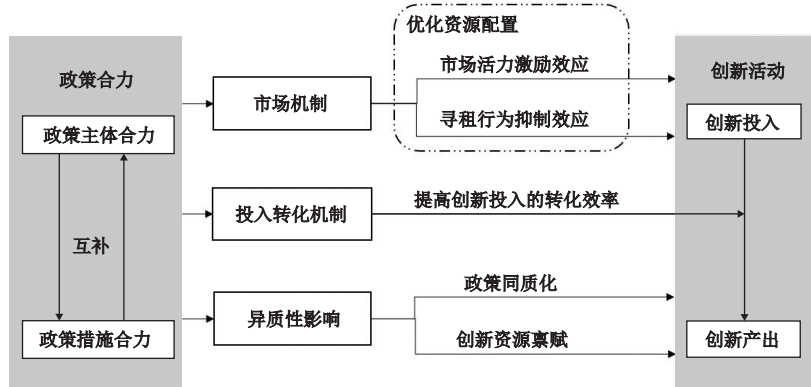 优化资源配置
政策合力
市场活力激励效应
创新活动
市场机制
政策主体合力
寻租行为抑制效应
创新投入
投入转化机制
提高创新投入的转化效率
互补
政策同质化
异质性影响
政策措施合力
创新资源禀赋
创新产出